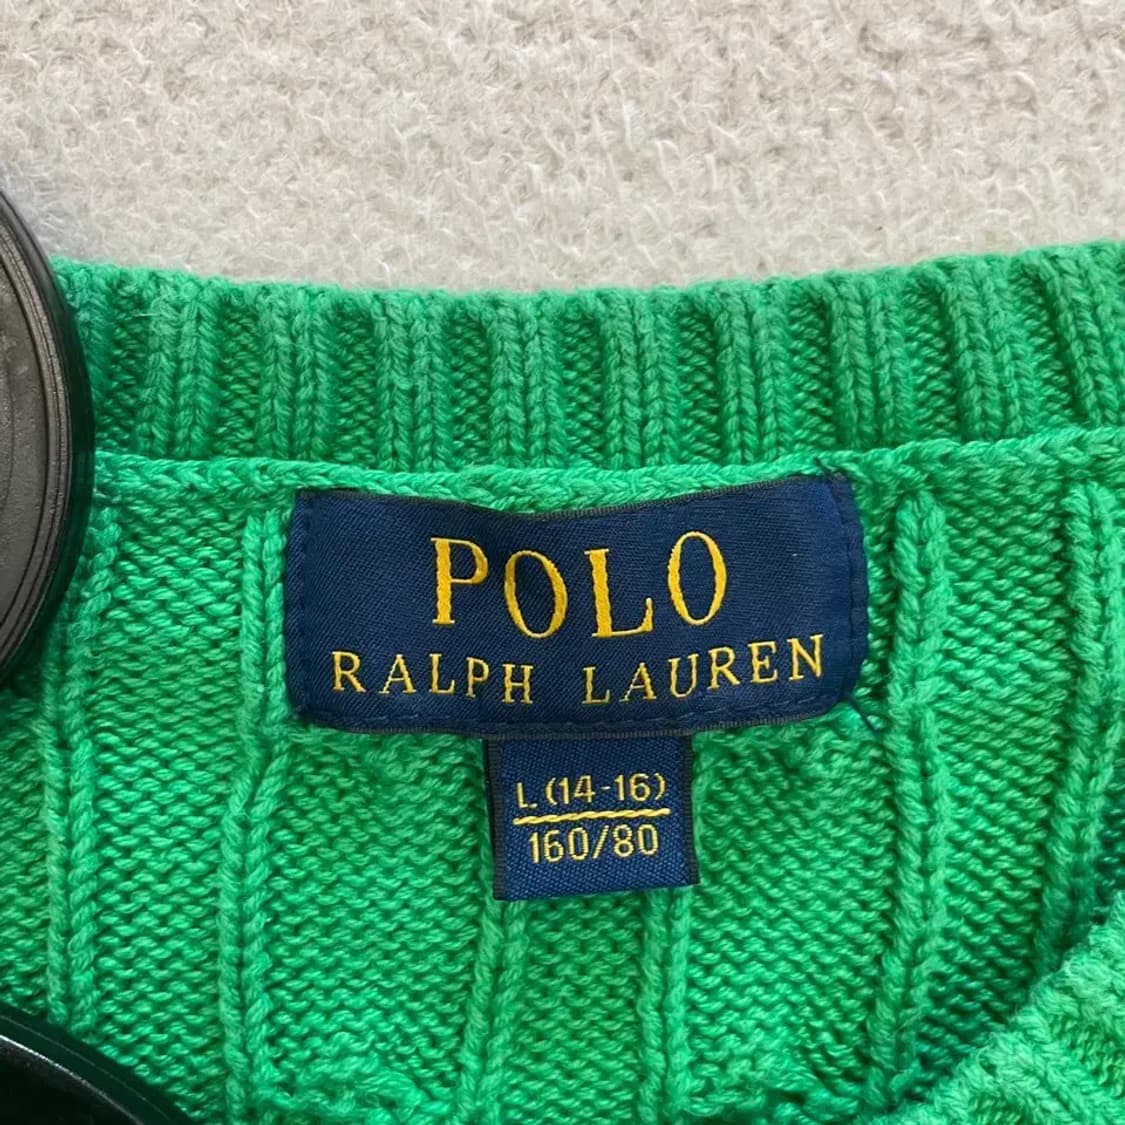 POLO
RALPH LAUREN
L (14-16)
160/80